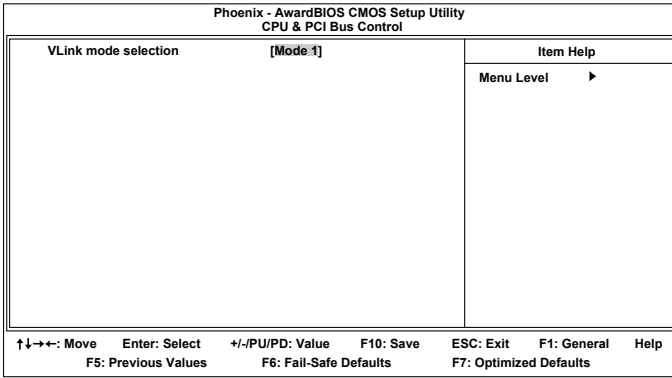 Phoenix - AwardBIOS CMOS Setup Utility
CPU & PCI Bus Control
VLink mode selection [Mode 1]
Item Help
Menu Level ▶
↑↓→←: Move Enter: Select +/-/PU/PD: Value F10: Save ESC: Exit F1: General Help
F5: Previous Values F6: Fail-Safe Defaults F7: Optimized Defaults